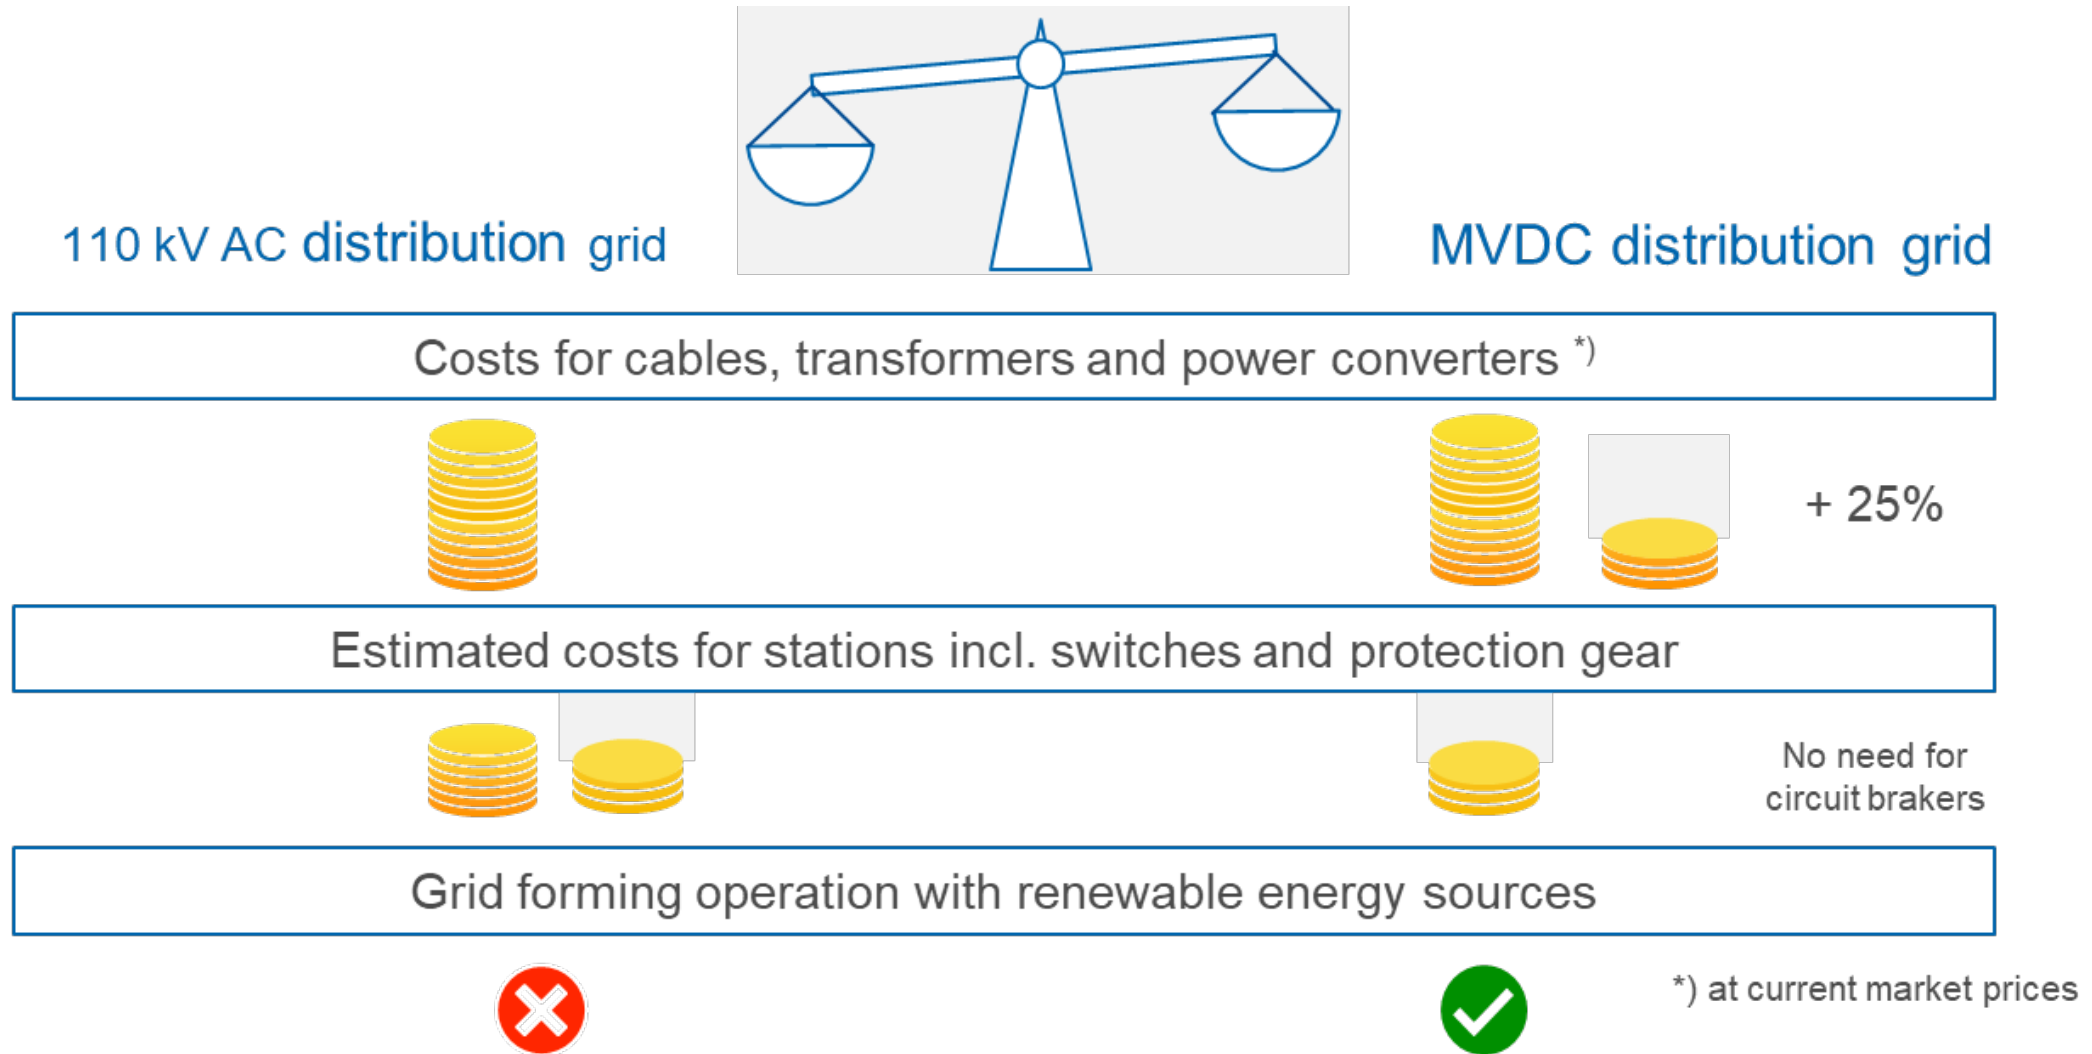 110 kV AC distribution grid
MVDC distribution grid
Costs for cables, transformers and power converters *)
+ 25%
Estimated costs for stations incl. switches and protection gear
No need for
circuit brakers
Grid forming operation with renewable energy sources
*) at current market prices